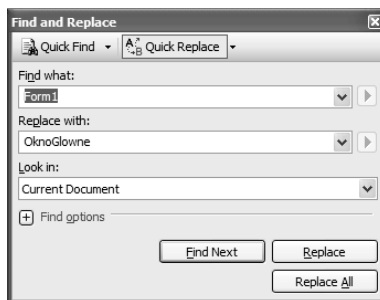 Find and Replace
Quick Find Quick Replace
Find what:
Form1
Replace with:
OknoGlowne
Look in:
Current Document
Find options
Find Next Replace
Replace All